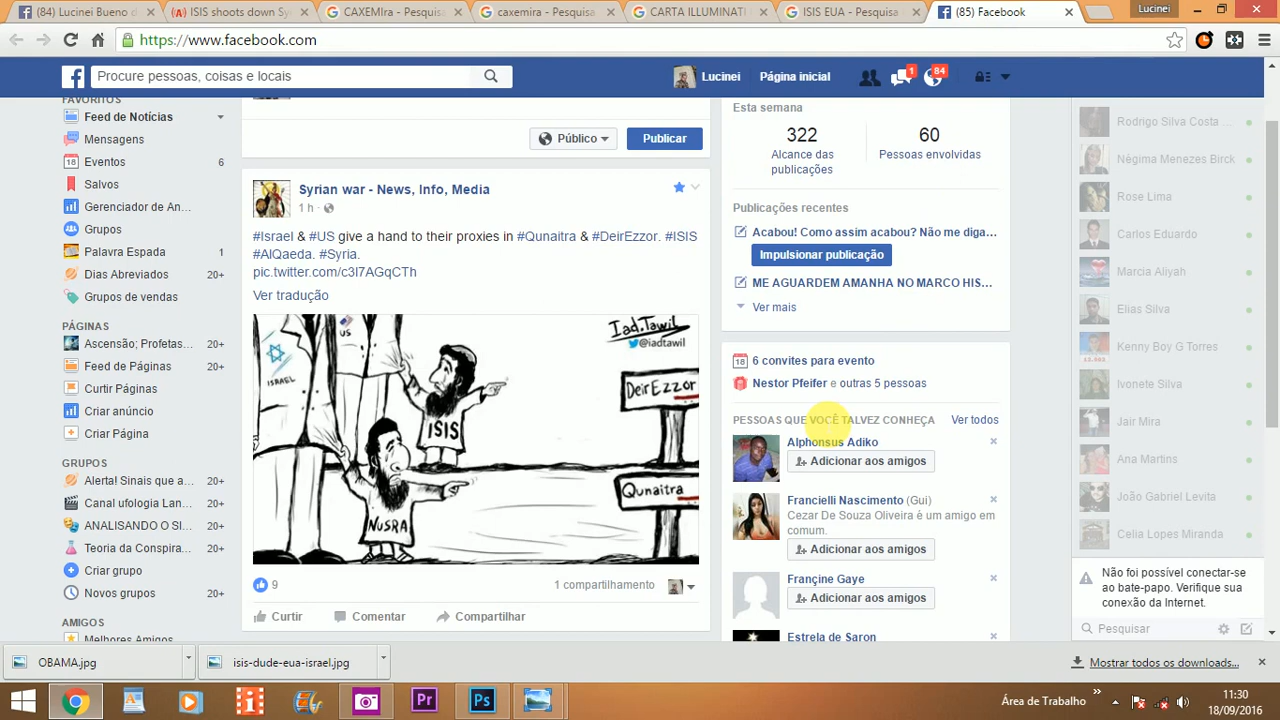 (84) Lucinei Bueno d
ISIS shoots down Sy
CAXEMIra - Pesquisa
caxemira - Pesquisa
CARTA ILLUMINATI
ISIS EUA - Pesquisa
(85) Facebook
Lucinei
https://www.facebook.com
Procure pessoas, coisas e locais
Lucinei
Página inicial
1
84
FAVORITOS
Feed de Notícias
Mensagens
Eventos 6
Salvos
Gerenciador de An...
Grupos
Palavra Espada 1
Dias Abreviados 20+
Grupos de vendas
PÁGINAS
Ascensão; Profetas...
Feed de Páginas 20+
Curtir Páginas
Criar anúncio
Criar Página
GRUPOS
Alerta! Sinais que a... 20+
Canal ufologia Lan... 20+
ANALISANDO O SI... 20+
Teoria da Conspira... 20+
Criar grupo
Novos grupos 20+
AMIGOS
Melhores Amigos
Público
Publicar
Syrian war - News, Info, Media
1 h ·
#Israel & #US give a hand to their proxies in #Qunaitra & #DeirEzzor. #ISIS
#AlQaeda. #Syria.
pic.twitter.com/c3l7AGqCTh
Ver tradução
US
ISRAEL
ISIS
NUSRA
Iad.Tawil
@iadtawil
DeirEzzor
Qunaitra
9
1 compartilhamento
Curtir
Comentar
Compartilhar
Esta semana
322
Alcance das
publicações
60
Pessoas envolvidas
Publicações recentes
Acabou! Como assim acabou? Não me diga...
Impulsionar publicação
ME AGUARDEM AMANHA NO MARCO HIS...
Ver mais
18
6 convites para evento
Nestor Pfeifer e outras 5 pessoas
PESSOAS QUE VOCÊ TALVEZ CONHEÇA Ver todos
Alphonsus Adiko
Adicionar aos amigos
Francielli Nascimento (Gui)
Cezar De Souza Oliveira é um amigo em
comum.
Adicionar aos amigos
Françine Gaye
Adicionar aos amigos
Estrela de Saron
Rodrigo Silva Costa ...
Négima Menezes Birck
Rose Lima
Carlos Eduardo
Marcia Aliyah
Elias Silva
Kenny Boy G Torres
Ivonete Silva
Jair Mira
Ana Martins
João Gabriel Levita
Celia Lopes Miranda
Não foi possível conectar-se
ao bate-papo. Verifique sua
conexão da Internet.
Pesquisar
OBAMA.jpg
isis-dude-eua-israel.jpg
Mostrar todos os downloads...
Pr
Ps
Área de Trabalho
11:30
18/09/2016